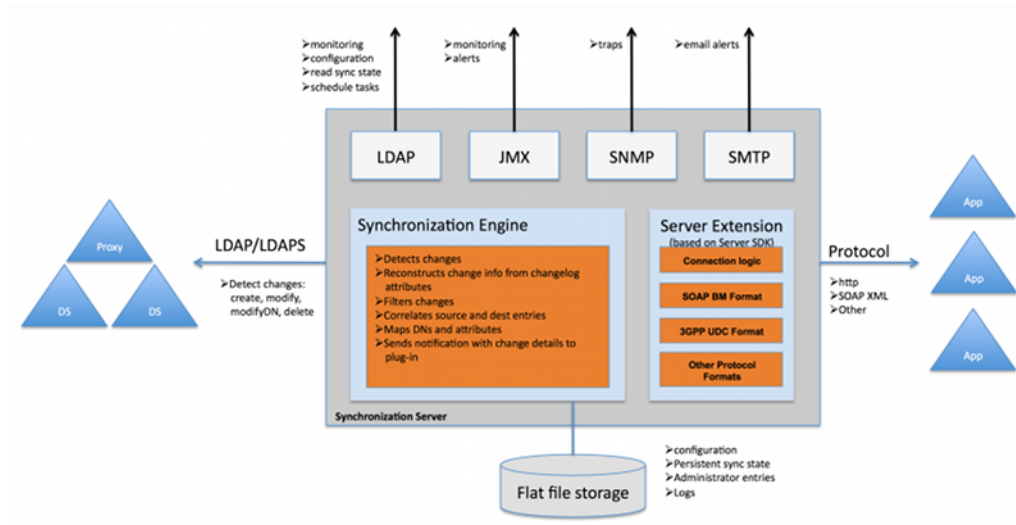 ➢monitoring
➢configuration
➢read sync state
➢schedule tasks
➢monitoring
➢alerts
➢traps
➢email alerts
LDAP
JMX
SNMP
SMTP
Proxy
DS
DS
LDAP/LDAPS
➢Detect changes:
create, modify,
modifyDN, delete
Synchronization Engine
➢Detects changes
➢Reconstructs change info from changelog
attributes
➢Filters changes
➢Correlates source and dest entries
➢Maps DNs and attributes
➢Sends notification with change details to
plug-in
Server Extension
(based on Server SDK)
Connection logic
SOAP BM Format
3GPP UDC Format
Other Protocol
Formats
Protocol
➢http
➢SOAP XML
➢Other
App
App
App
Synchronization Server
Flat file storage
➢configuration
➢Persistent sync state
➢Administrator entries
➢Logs